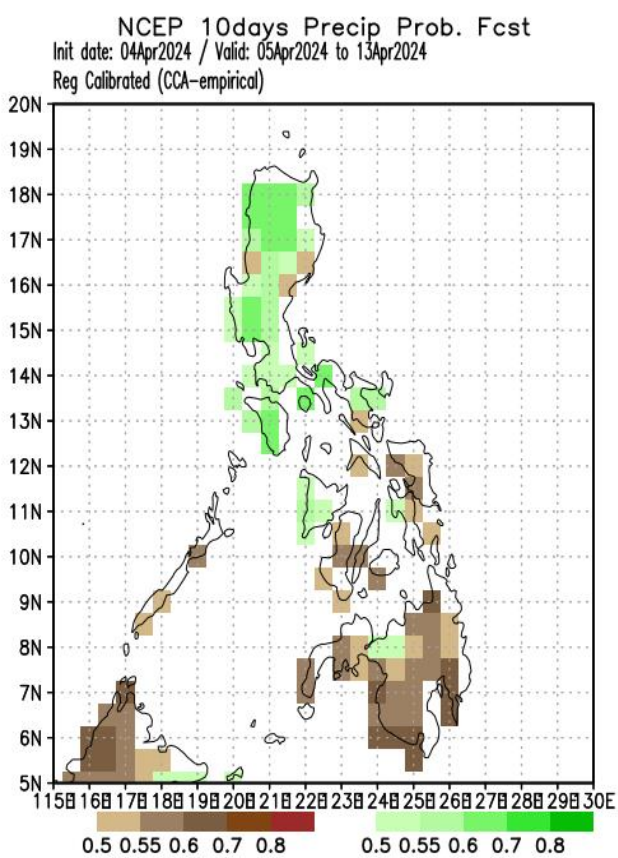 NCEP 10days Precip Prob. Fcst
Init date: 04Apr2024 / Valid: 05Apr2024 to 13Apr2024
Reg Calibrated (CCA-empirical)
20N
19N
18N
17N
16N
15N
14N
13N
12N
11N
10N
9N
8N
7N
6N
5N
115E 116E 117E 118E 119E 120E 121E 122E 123E 124E 125E 126E 127E 128E 129E 130E
0.5 0.55 0.6 0.7 0.8 0.5 0.55 0.6 0.7 0.8